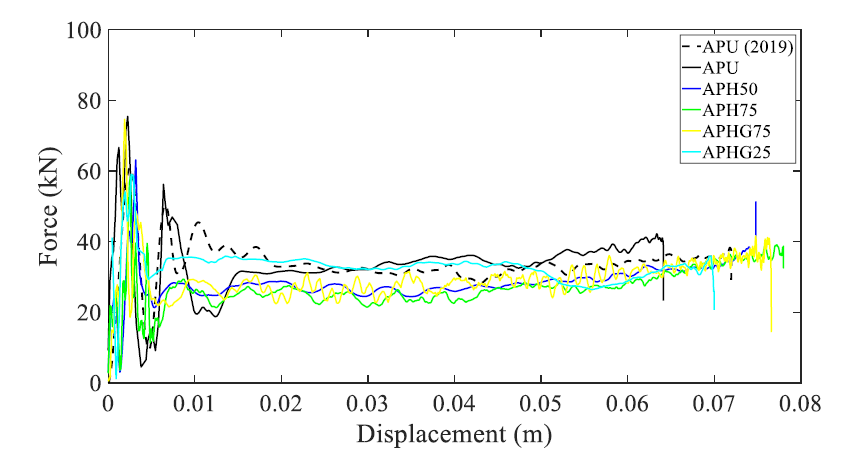 100
80
60
40
20
0
Force (kN)
APU (2019)
APU
APH50
APH75
APHG75
APHG25
0 0.01 0.02 0.03 0.04 0.05 0.06 0.07 0.08
Displacement (m)